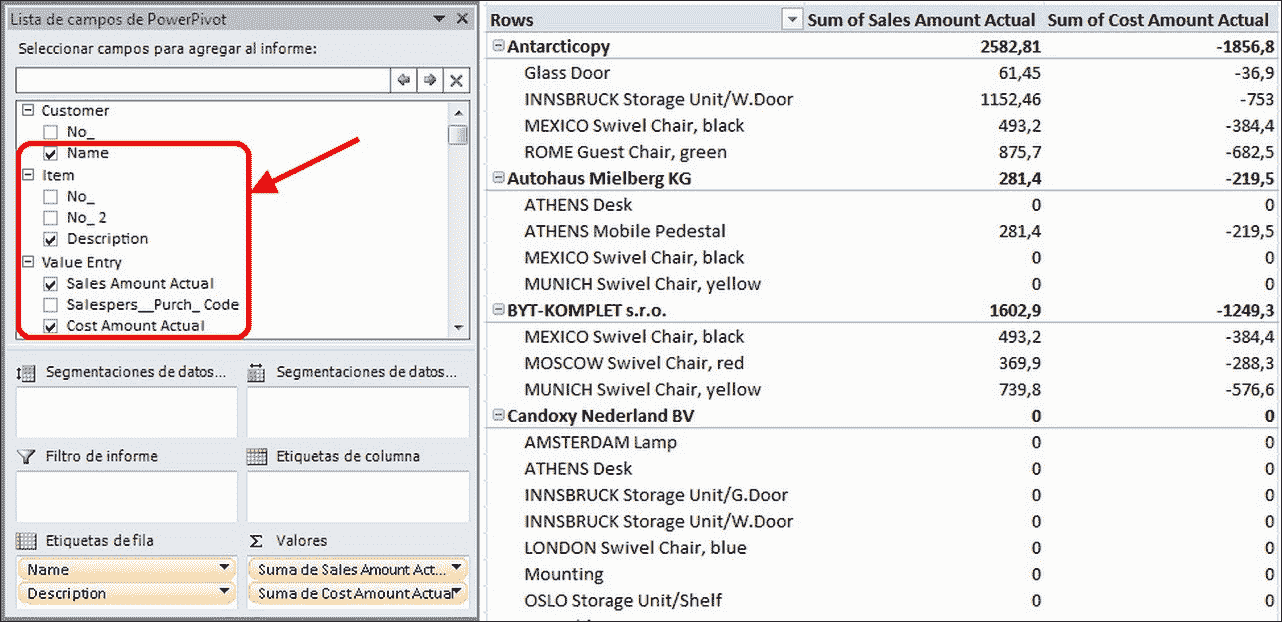 Lista de campos de PowerPivot
Seleccionar campos para agregar al informe:
Customer
No_
Name
Item
No_
No_ 2
Description
Value Entry
Sales Amount Actual
Salespers__Purch_ Code
Cost Amount Actual
Segmentaciones de datos... Segmentaciones de datos...
Filtro de informe Etiquetas de columna
Etiquetas de fila Σ Valores
Name Suma de Sales Amount Act...
Description Suma de Cost Amount Actual
Rows Sum of Sales Amount Actual Sum of Cost Amount Actual
Antarcticopy 2582,81 -1856,8
Glass Door 61,45 -36,9
INNSBRUCK Storage Unit/W.Door 1152,46 -753
MEXICO Swivel Chair, black 493,2 -384,4
ROME Guest Chair, green 875,7 -682,5
Autohaus Mielberg KG 281,4 -219,5
ATHENS Desk 0 0
ATHENS Mobile Pedestal 281,4 -219,5
MEXICO Swivel Chair, black 0 0
MUNICH Swivel Chair, yellow 0 0
BYT-KOMPLET s.r.o. 1602,9 -1249,3
MEXICO Swivel Chair, black 493,2 -384,4
MOSCOW Swivel Chair, red 369,9 -288,3
MUNICH Swivel Chair, yellow 739,8 -576,6
Candoxy Nederland BV 0 0
AMSTERDAM Lamp 0 0
ATHENS Desk 0 0
INNSBRUCK Storage Unit/G.Door 0 0
INNSBRUCK Storage Unit/W.Door 0 0
LONDON Swivel Chair, blue 0 0
Mounting 0 0
OSLO Storage Unit/Shelf 0 0